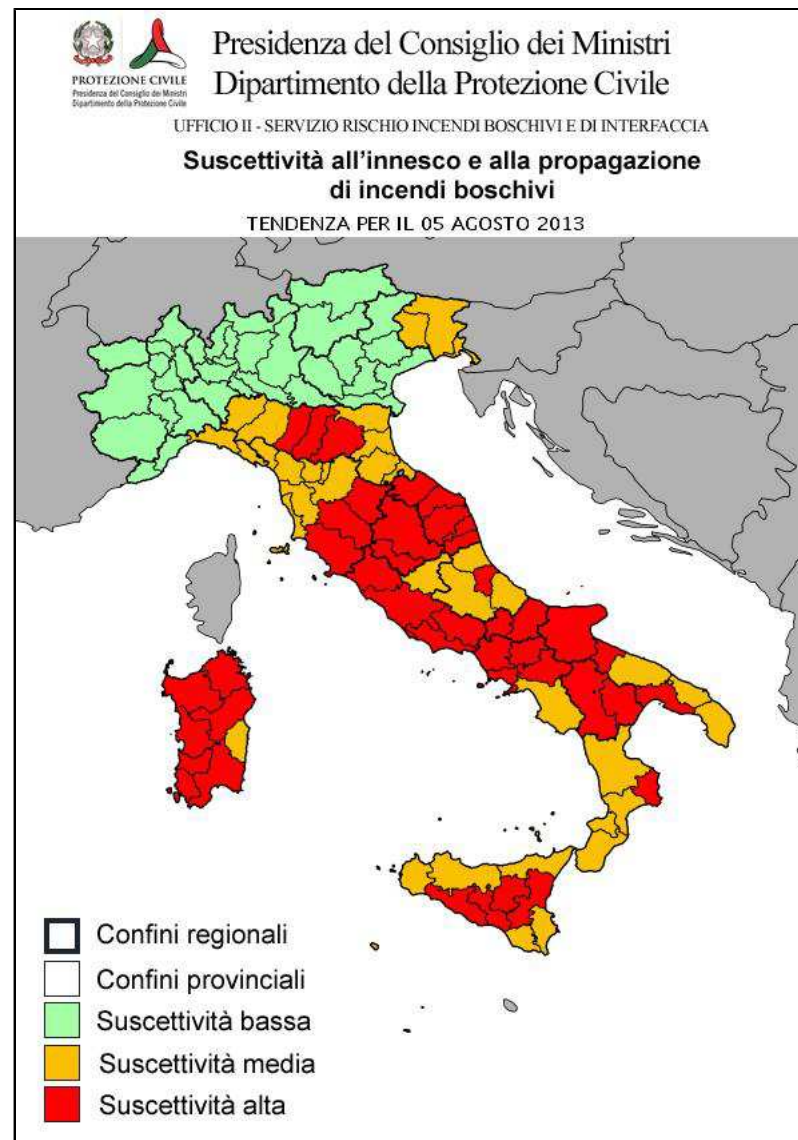 PROTEZIONE CIVILE
Presidenza del Consiglio dei Ministri
Dipartimento della Protezione Civile
Presidenza del Consiglio dei Ministri
Dipartimento della Protezione Civile
UFFICIO II - SERVIZIO RISCHIO INCENDI BOSCHIVI E DI INTERFACCIA
Suscettività all'innesco e alla propagazione
di incendi boschivi
TENDENZA PER IL 05 AGOSTO 2013
Confini regionali
Confini provinciali
Suscettività bassa
Suscettività media
Suscettività alta